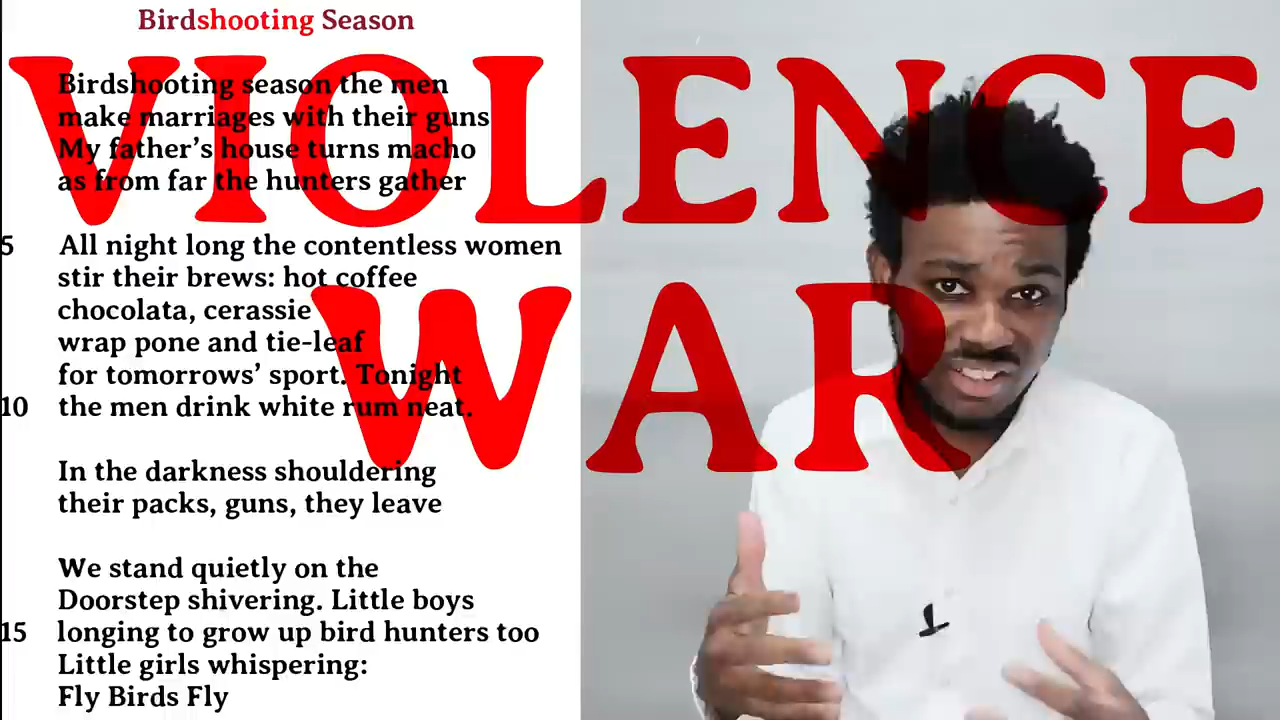 Birdshooting Season
VIOLENCE
WAR
Birdshooting season the men
make marriages with their guns
My father's house turns macho
as from far the hunters gather
5 All night long the contentless women
stir their brews: hot coffee
chocolata, cerassie
wrap pone and tie-leaf
for tomorrows' sport. Tonight
10 the men drink white rum neat.
In the darkness shouldering
their packs, guns, they leave
We stand quietly on the
Doorstep shivering. Little boys
15 longing to grow up bird hunters too
Little girls whispering:
Fly Birds Fly